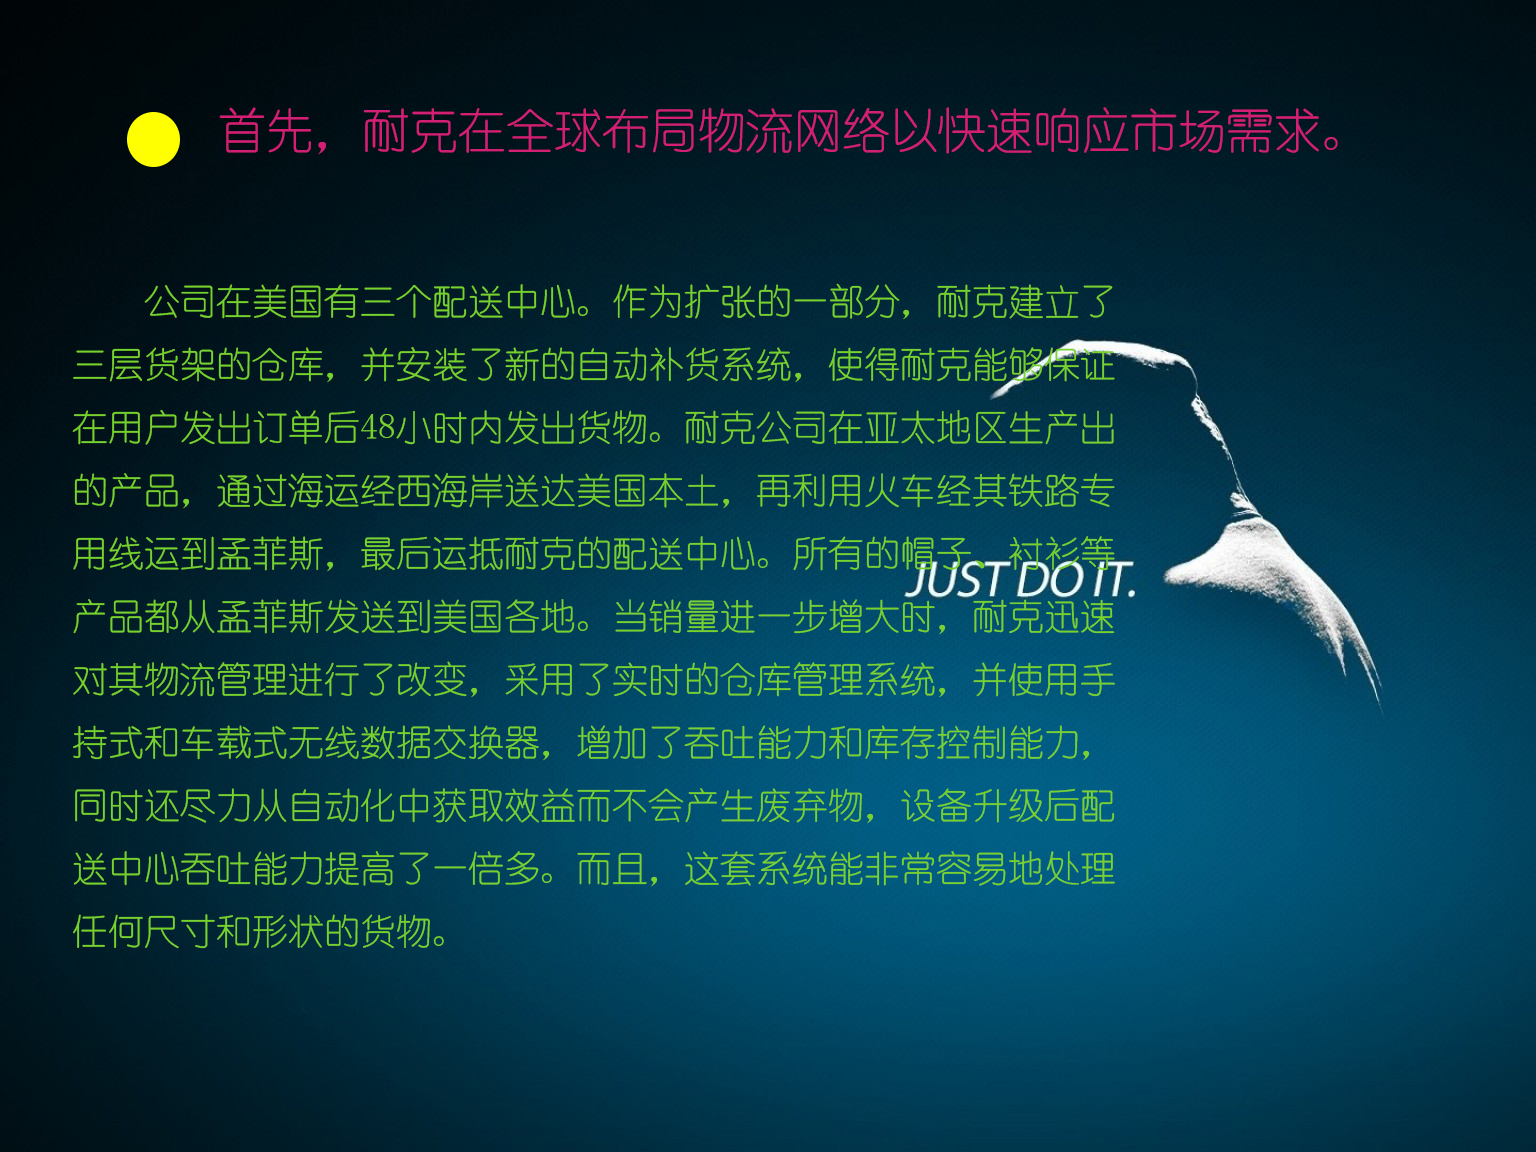 首先，耐克在全球布局物流网络以快速响应市场需求。
公司在美国有三个配送中心。作为扩张的一部分，耐克建立了
三层货架的仓库，并安装了新的自动补货系统，使得耐克能够保证
在用户发出订单后48小时内发出货物。耐克公司在亚太地区生产出
的产品，通过海运经西海岸送达美国本土，再利用火车经其铁路专
用线运到孟菲斯，最后运抵耐克的配送中心。所有的帽子、衬衫等
JUST DO IT.
产品都从孟菲斯发送到美国各地。当销量进一步增大时，耐克迅速
对其物流管理进行了改变，采用了实时的仓库管理系统，并使用手
持式和车载式无线数据交换器，增加了吞吐能力和库存控制能力，
同时还尽力从自动化中获取效益而不会产生废弃物，设备升级后配
送中心吞吐能力提高了一倍多。而且，这套系统能非常容易地处理
任何尺寸和形状的货物。